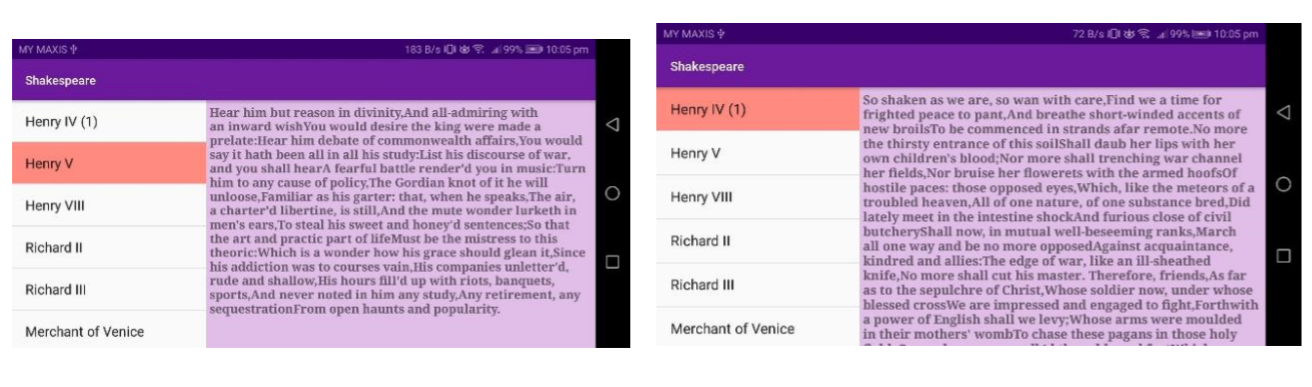 MY MAXIS
183 B/s 99% 10:05 pm
Shakespeare
Henry IV (1)
Henry V
Henry VIII
Richard II
Richard III
Merchant of Venice
Hear him but reason in divinity,And all-admiring with
an inward wishYou would desire the king were made a
prelate:Hear him debate of commonwealth affairs,You would
say it hath been all in all his study:List his discourse of war,
and you shall hearA fearful battle render'd you in music:Turn
him to any cause of policy,The Gordian knot of it he will
unloose,Familiar as his garter: that, when he speaks,The air,
a charter'd libertine, is still,And the mute wonder lurketh in
men's ears,To steal his sweet and honey'd sentences;So that
the art and practic part of lifeMust be the mistress to this
theoric:Which is a wonder how his grace should glean it,Since
his addiction was to courses vain,His companies unletter'd,
rude and shallow,His hours fill'd up with riots, banquets,
sports,And never noted in him any study,Any retirement, any
sequestrationFrom open haunts and popularity.
MY MAXIS
72 B/s 99% 10:05 pm
Shakespeare
Henry IV (1)
Henry V
Henry VIII
Richard II
Richard III
Merchant of Venice
So shaken as we are, so wan with care,Find we a time for
frighted peace to pant,And breathe short-winded accents of
new broilsTo be commenced in strands afar remote.No more
the thirsty entrance of this soilShall daub her lips with her
own children's blood;Nor more shall trenching war channel
her fields,Nor bruise her flowerets with the armed hoofsOf
hostile paces: those opposed eyes,Which, like the meteors of a
troubled heaven,All of one nature, of one substance bred,Did
lately meet in the intestine shockAnd furious close of civil
butcheryShall now, in mutual well-beseeming ranks,March
all one way and be no more opposedAgainst acquaintance,
kindred and allies:The edge of war, like an ill-sheathed
knife,No more shall cut his master. Therefore, friends,As far
as to the sepulchre of Christ,Whose soldier now, under whose
blessed crossWe are impressed and engaged to fight,Forthwith
a power of English shall we levy;Whose arms were moulded
in their mothers' wombTo chase these pagans in those holy